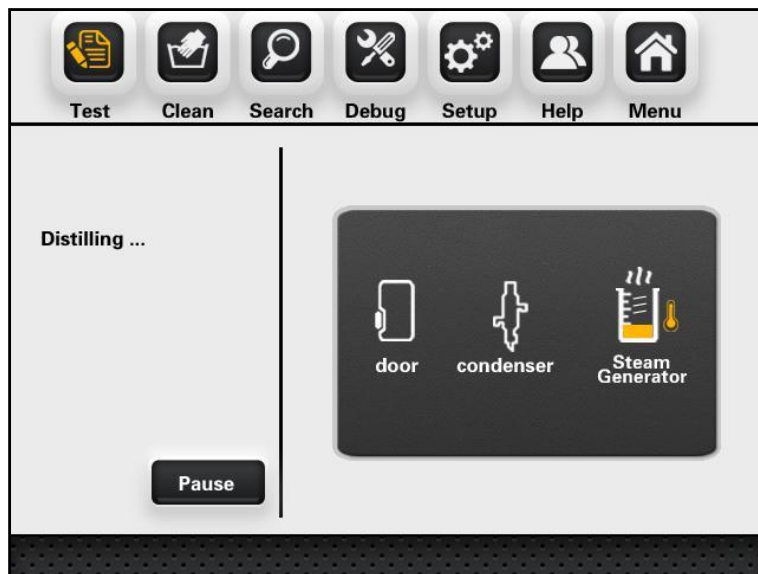 Test Clean Search Debug Setup Help Menu
Distilling ...
door condenser Steam
Generator
Pause